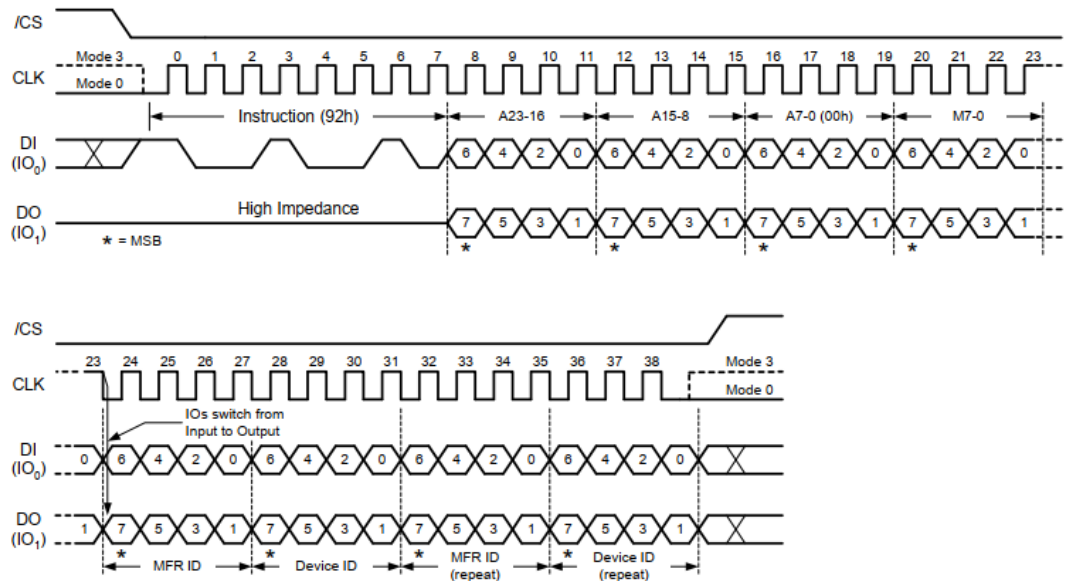 /CS
Mode 3 0 1 2 3 4 5 6 7 8 9 10 11 12 13 14 15 16 17 18 19 20 21 22 23
CLK
Mode 0
Instruction (92h) A23-16 A15-8 A7-0 (00h) M7-0
DI
(IO0) 6 4 2 0 6 4 2 0 6 4 2 0 6 4 2 0
High Impedance
DO
(IO1) 7 5 3 1 7 5 3 1 7 5 3 1 7 5 3 1
* = MSB * * * *
/CS
23 24 25 26 27 28 29 30 31 32 33 34 35 36 37 38 Mode 3
CLK
Mode 0
IOs switch from
Input to Output
DI
(IO0) 0 6 4 2 0 6 4 2 0 6 4 2 0 6 4 2 0
DO
(IO1) 1 7 5 3 1 7 5 3 1 7 5 3 1 7 5 3 1
* * * *
MFR ID Device ID MFR ID
(repeat) Device ID
(repeat)